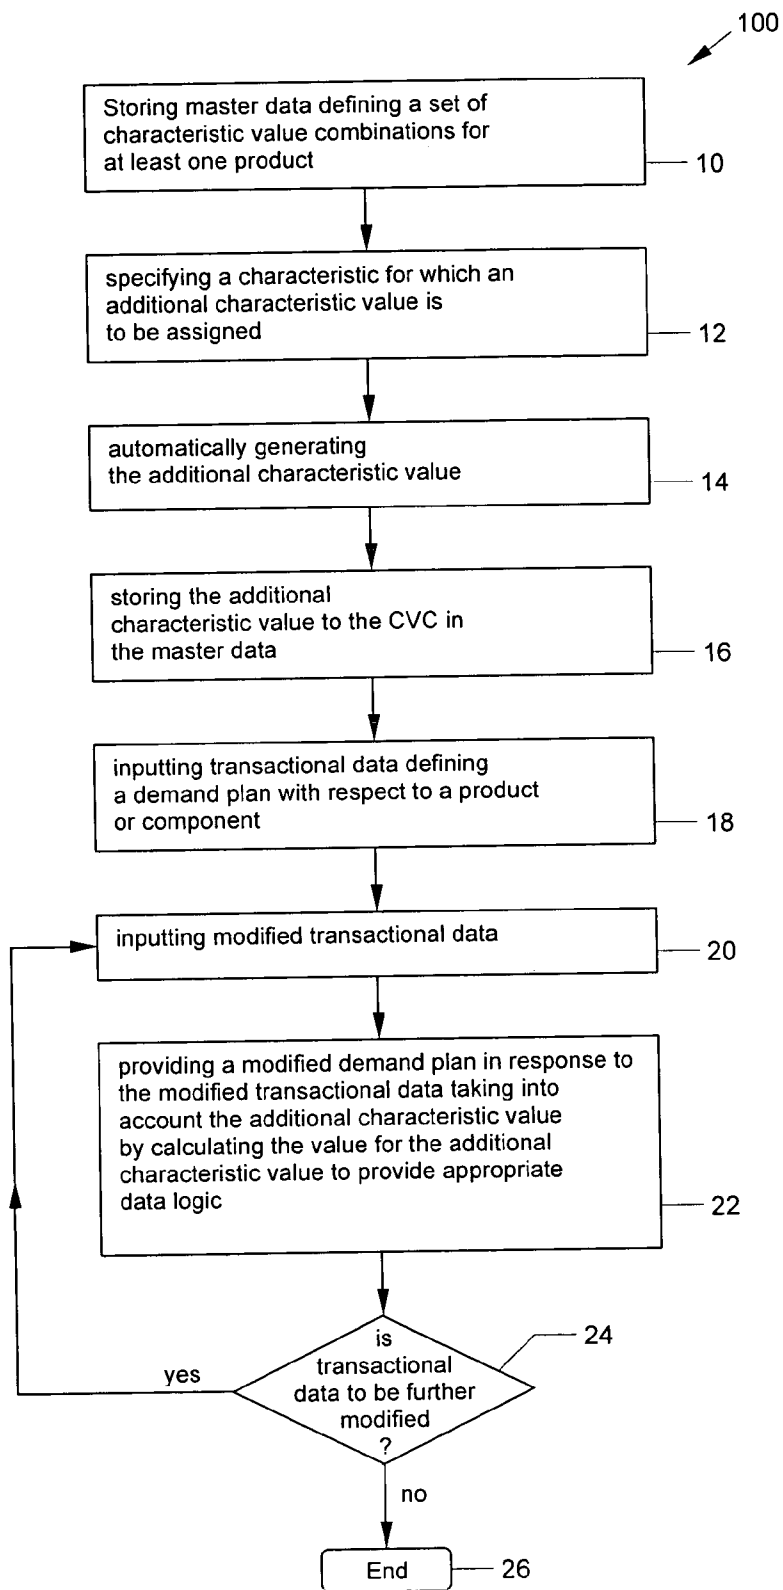 100
Storing master data defining a set of
characteristic value combinations for
at least one product
10
specifying a characteristic for which an
additional characteristic value is
to be assigned
12
automatically generating
the additional characteristic value
14
storing the additional
characteristic value to the CVC in
the master data
16
inputting transactional data defining
a demand plan with respect to a product
or component
18
inputting modified transactional data
20
providing a modified demand plan in response to
the modified transactional data taking into
account the additional characteristic value
by calculating the value for the additional
characteristic value to provide appropriate
data logic
22
is
transactional
data to be further
modified
?
24
yes
no
End
26